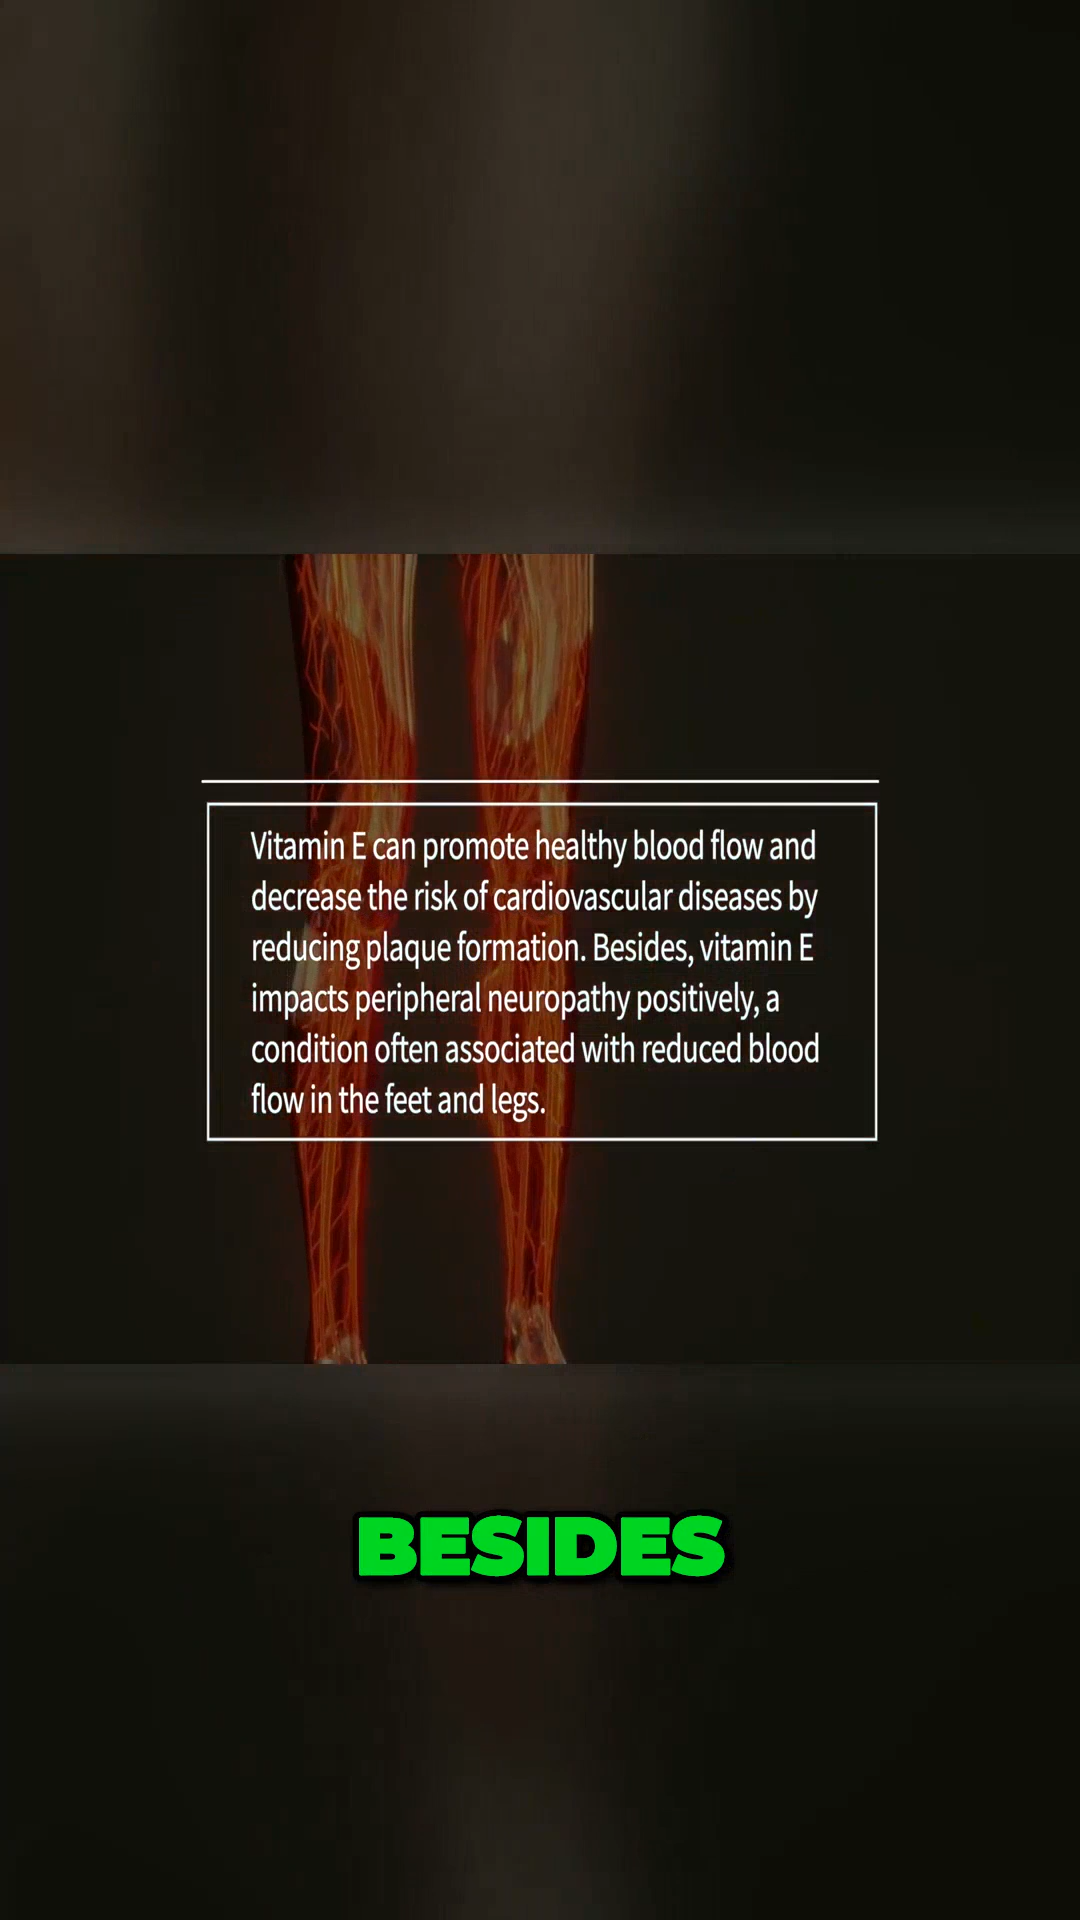 Vitamin E can promote healthy blood flow and
decrease the risk of cardiovascular diseases by
reducing plaque formation. Besides, vitamin E
impacts peripheral neuropathy positively, a
condition often associated with reduced blood
flow in the feet and legs.
BESIDES